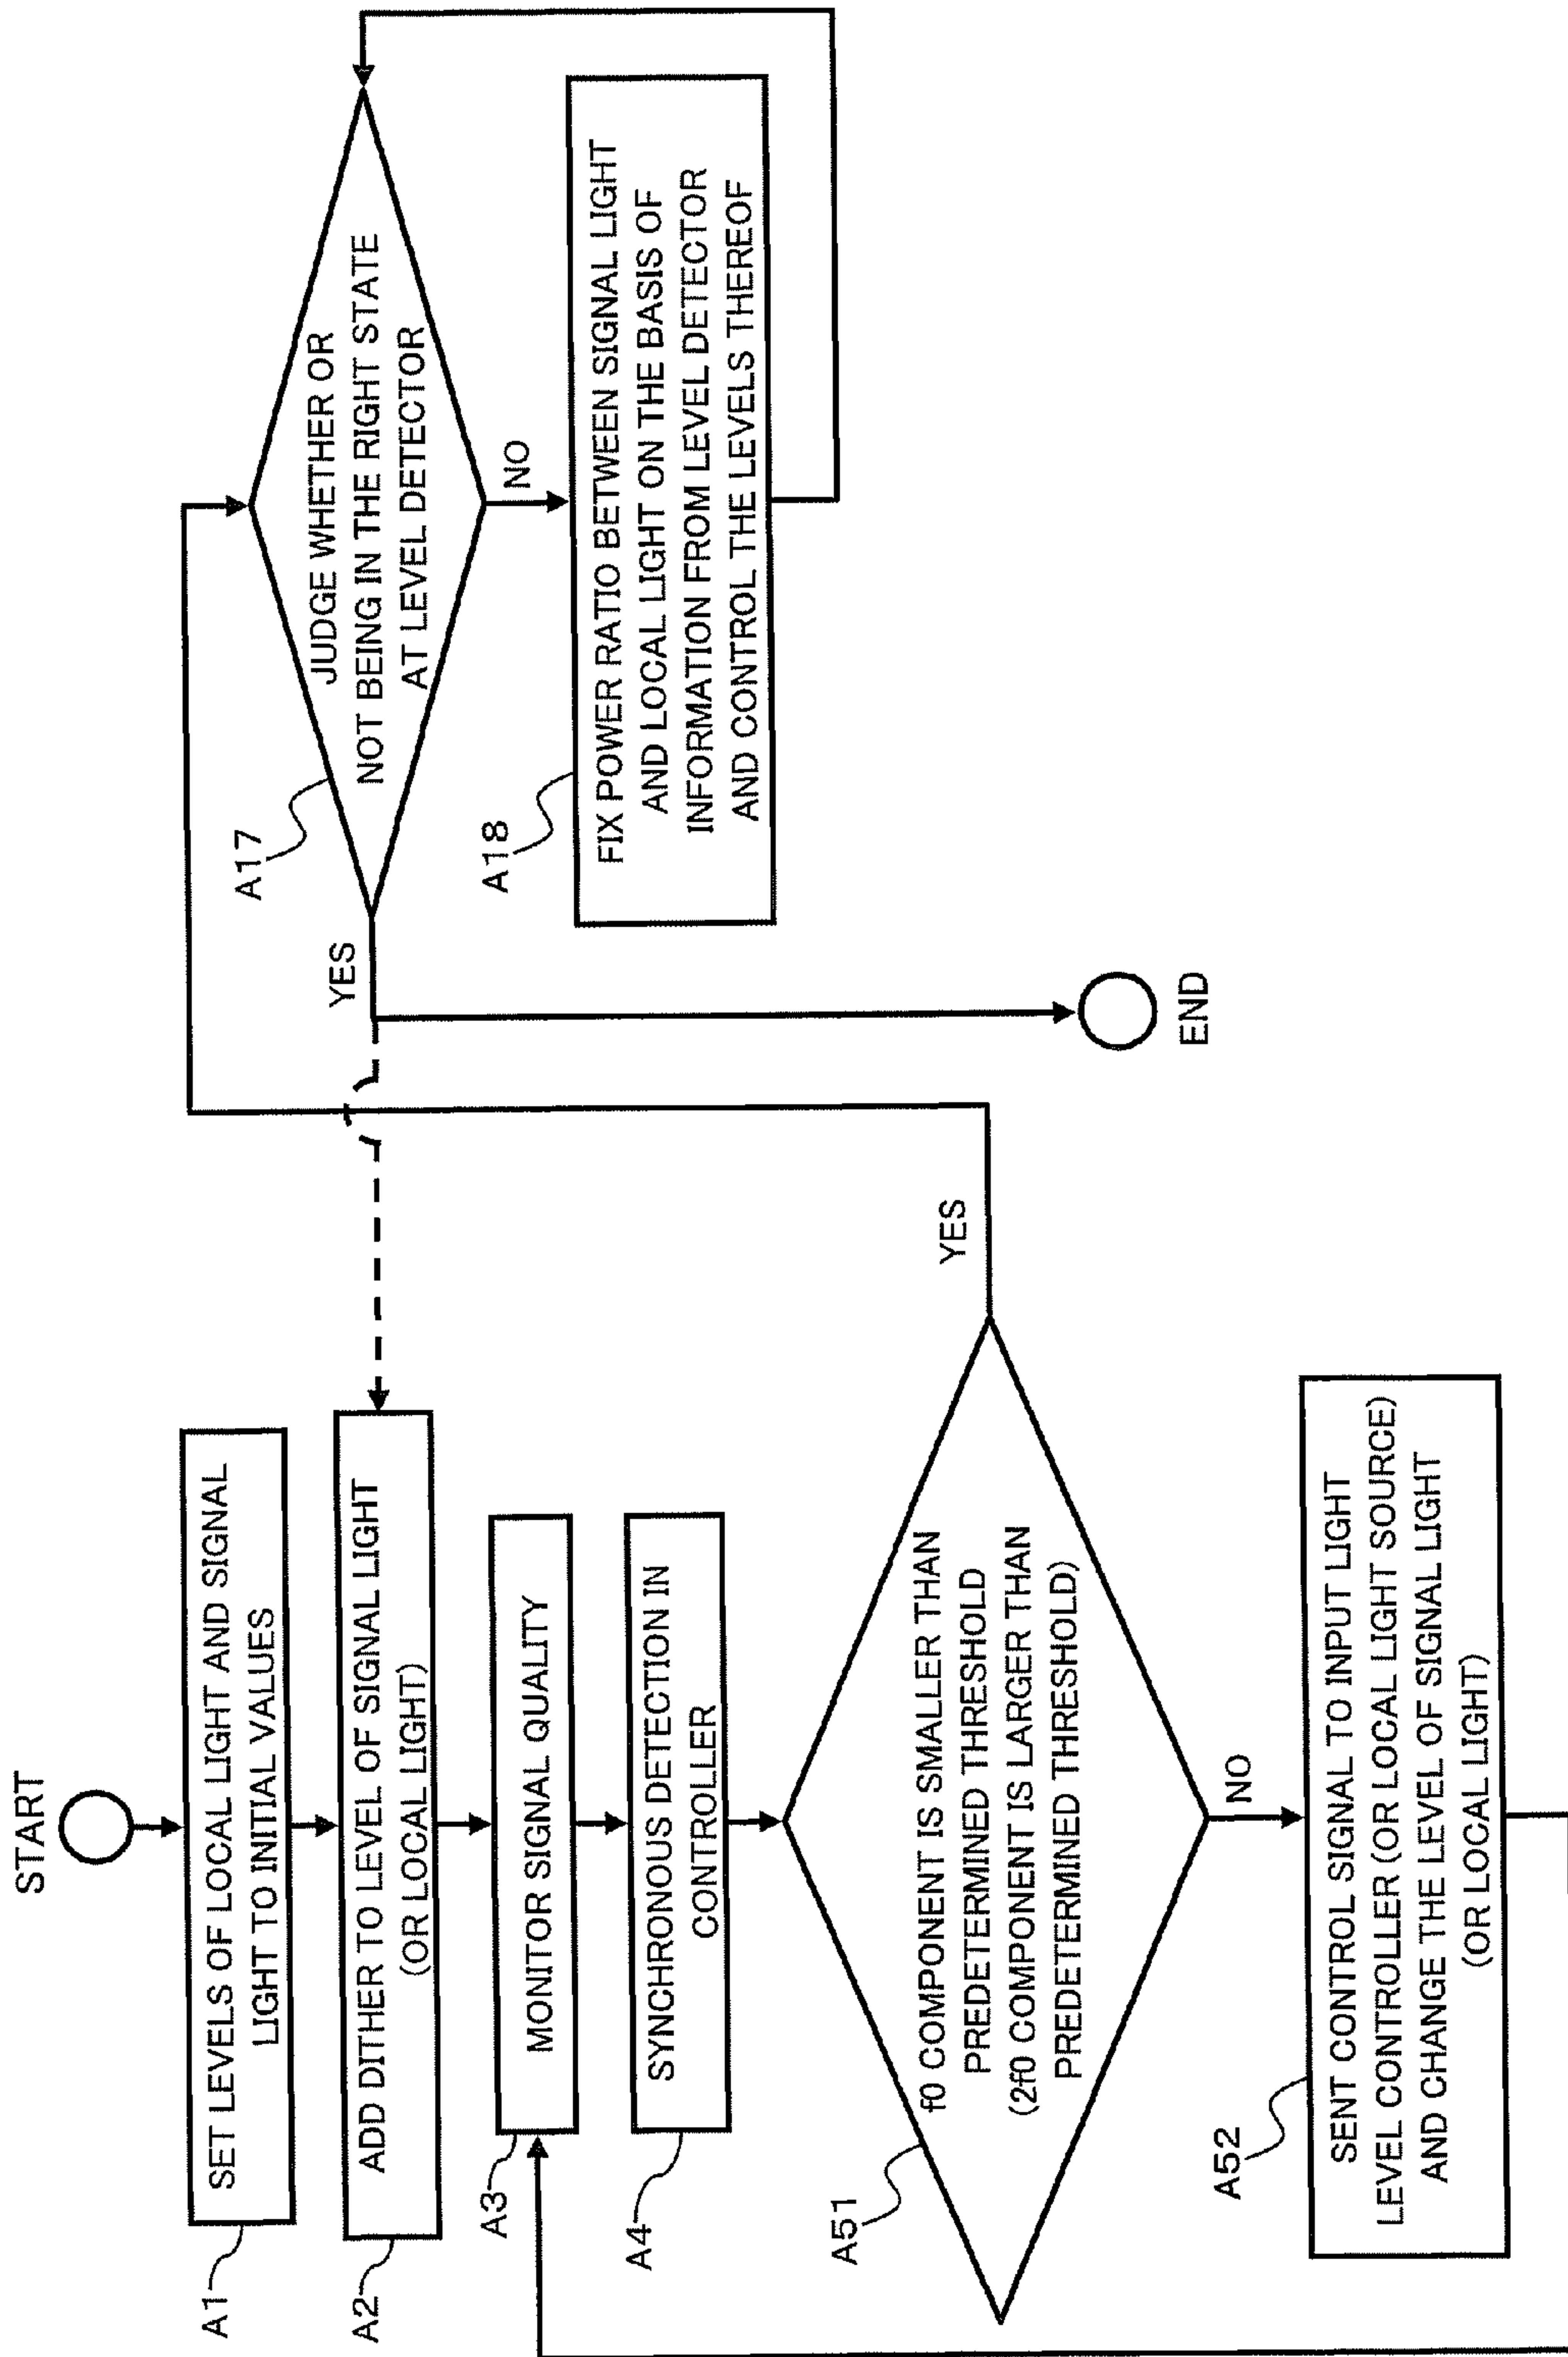 START
A1
SET LEVELS OF LOCAL LIGHT AND SIGNAL
LIGHT TO INITIAL VALUES
A2
ADD DITHER TO LEVEL OF SIGNAL LIGHT
(OR LOCAL LIGHT)
A3
MONITOR SIGNAL QUALITY
A4
SYNCHRONOUS DETECTION IN
CONTROLLER
A51
f0 COMPONENT IS SMALLER THAN
PREDETERMINED THRESHOLD
(2f0 COMPONENT IS LARGER THAN
PREDETERMINED THRESHOLD)
YES
NO
A52
SENT CONTROL SIGNAL TO INPUT LIGHT
LEVEL CONTROLLER (OR LOCAL LIGHT SOURCE)
AND CHANGE THE LEVEL OF SIGNAL LIGHT
(OR LOCAL LIGHT)
A17
JUDGE WHETHER OR
NOT BEING IN THE RIGHT STATE
AT LEVEL DETECTOR
YES
NO
A18
FIX POWER RATIO BETWEEN SIGNAL LIGHT
AND LOCAL LIGHT ON THE BASIS OF
INFORMATION FROM LEVEL DETECTOR
AND CONTROL THE LEVELS THEREOF
END